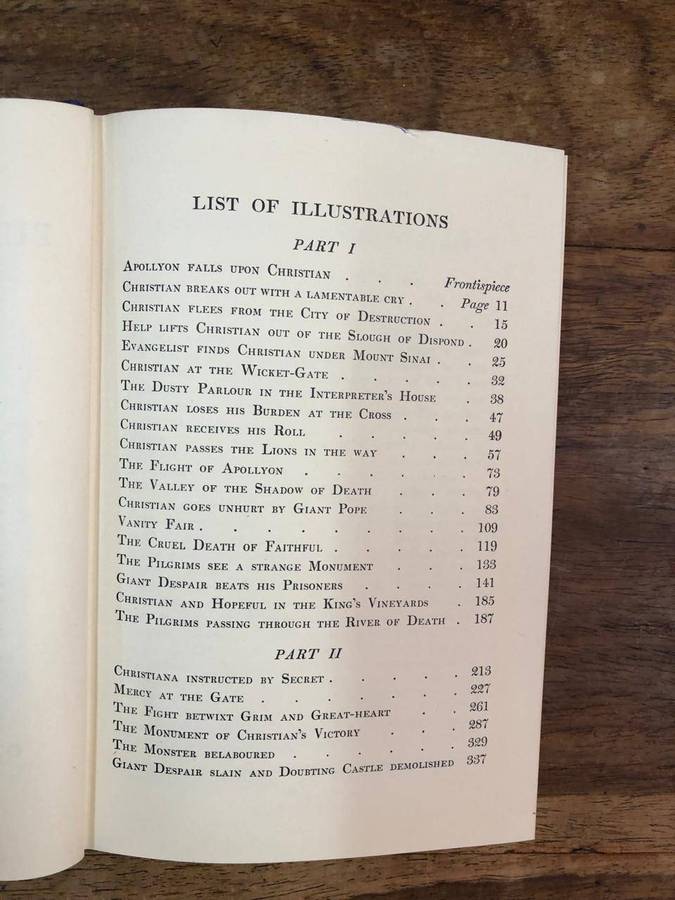 LIST OF ILLUSTRATIONS
PART I
APOLLYON FALLS UPON CHRISTIAN . . . Frontispiece
CHRISTIAN BREAKS OUT WITH A LAMENTABLE CRY . . Page 11
CHRISTIAN FLEES FROM THE CITY OF DESTRUCTION . . 15
HELP LIFTS CHRISTIAN OUT OF THE SLOUGH OF DISPOND . 20
EVANGELIST FINDS CHRISTIAN UNDER MOUNT SINAI . . 25
CHRISTIAN AT THE WICKET-GATE . . . . . 32
THE DUSTY PARLOUR IN THE INTERPRETER'S HOUSE . 38
CHRISTIAN LOSES HIS BURDEN AT THE CROSS . . . 47
CHRISTIAN RECEIVES HIS ROLL . . . . . 49
CHRISTIAN PASSES THE LIONS IN THE WAY . . . 57
THE FLIGHT OF APOLLYON . . . . . . 73
THE VALLEY OF THE SHADOW OF DEATH . . . 79
CHRISTIAN GOES UNHURT BY GIANT POPE . . . 83
VANITY FAIR . . . . . . . . . 109
THE CRUEL DEATH OF FAITHFUL . . . . . 119
THE PILGRIMS SEE A STRANGE MONUMENT . . . 133
GIANT DESPAIR BEATS HIS PRISONERS . . . . 141
CHRISTIAN AND HOPEFUL IN THE KING'S VINEYARDS . 185
THE PILGRIMS PASSING THROUGH THE RIVER OF DEATH . 187
PART II
CHRISTIANA INSTRUCTED BY SECRET . . . . . 213
MERCY AT THE GATE . . . . . . . 227
THE FIGHT BETWIXT GRIM AND GREAT-HEART . . 261
THE MONUMENT OF CHRISTIAN'S VICTORY . . . 287
THE MONSTER BELABOURED . . . . . . 329
GIANT DESPAIR SLAIN AND DOUBTING CASTLE DEMOLISHED 337